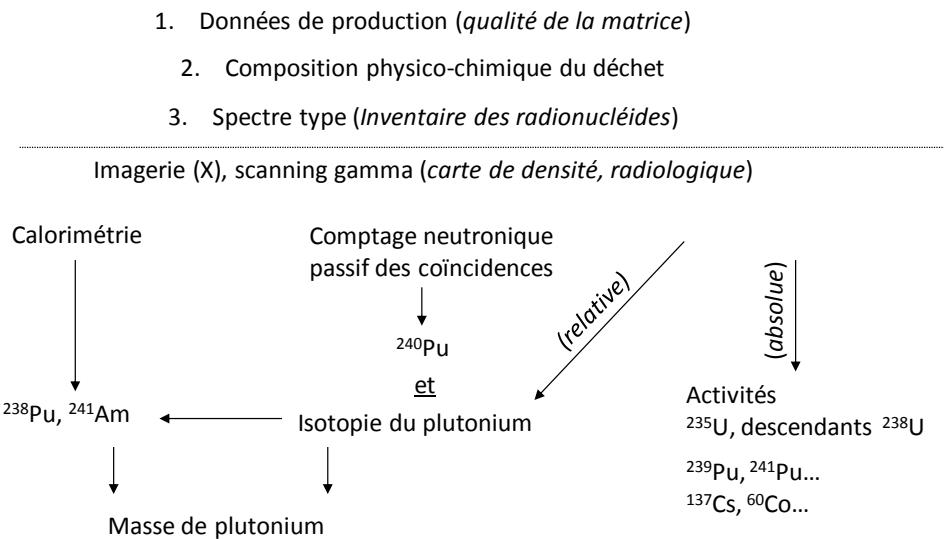 1. Données de production (qualité de la matrice)
2. Composition physico-chimique du déchet
3. Spectre type (Inventaire des radionucléides)
Imagerie (X), scanning gamma (carte de densité, radiologique)
Calorimétrie
Comptage neutronique
passif des coïncidences
(relative)
(absolue)
²⁴⁰Pu
et
Isotopie du plutonium
²³⁸Pu, ²⁴¹Am
Activités
²³⁵U, descendants ²³⁸U
²³⁹Pu, ²⁴¹Pu...
¹³⁷Cs, ⁶⁰Co...
Masse de plutonium